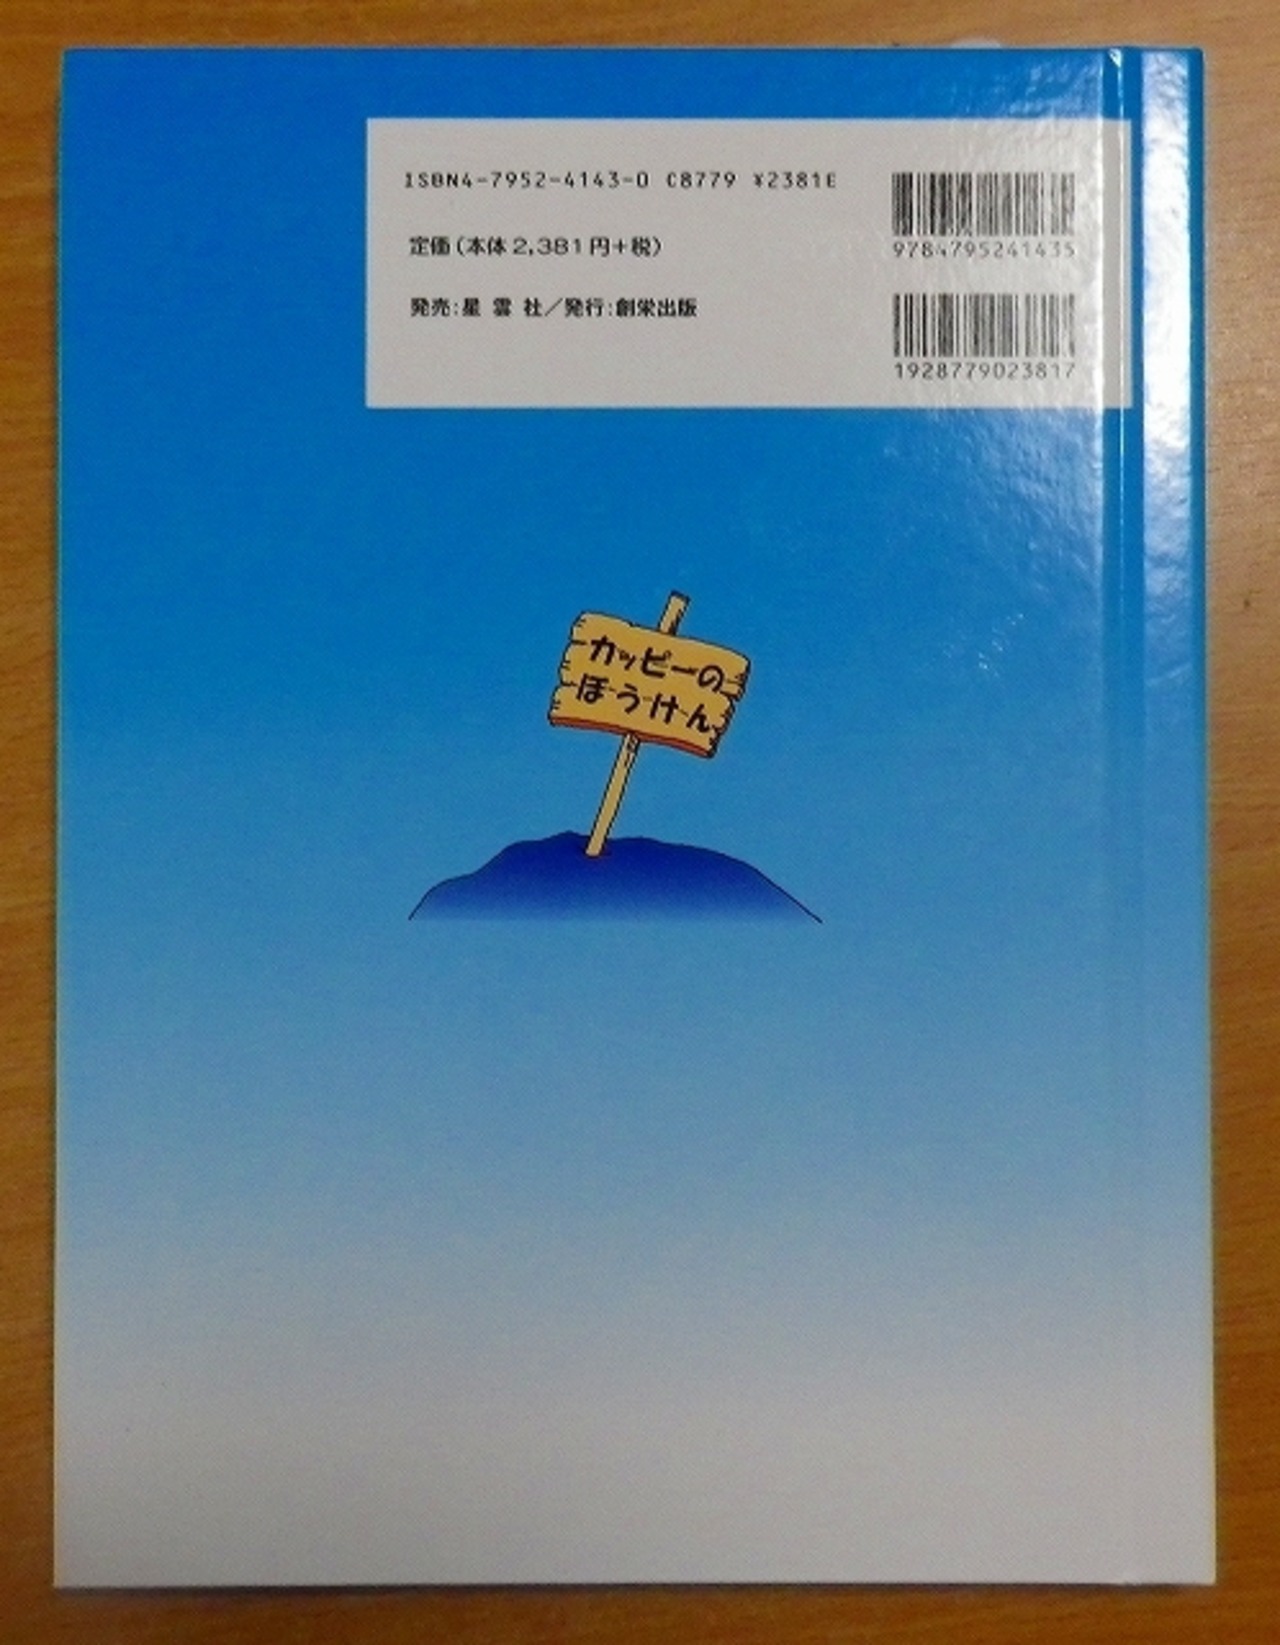 ISBN4-7952-4143-0 C8779 ¥2381E
定価(本体2,381円+税)
発売:星 雲 社/発行:創栄出版
9784795241435
1928779023817
カッピーの
ぼうけん